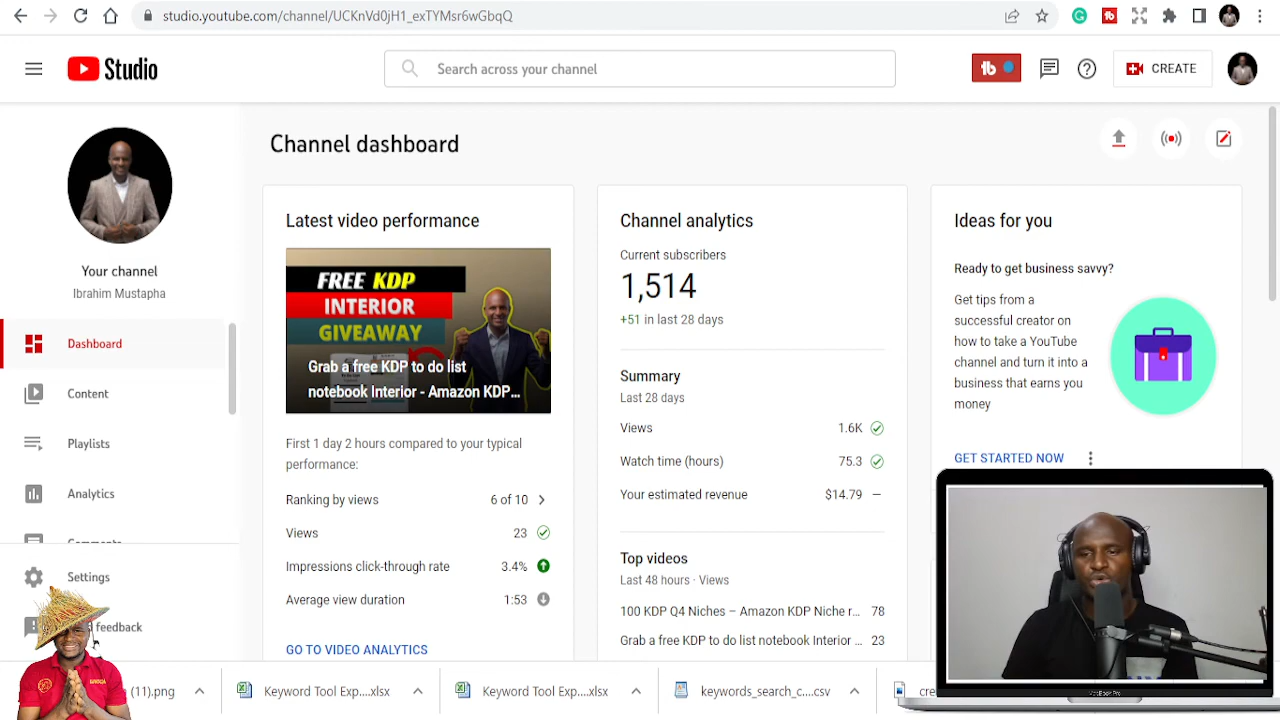 studio.youtube.com/channel/UCKnVd0jH1_exTYMsr6wGbqQ
Studio
Search across your channel
tb
CREATE
Channel dashboard
Your channel
Ibrahim Mustapha
Dashboard
Content
Playlists
Analytics
Comments
Settings
feedback
Latest video performance
FREE KDP
INTERIOR
GIVEAWAY
Grab a free KDP to do list
notebook Interior - Amazon KDP...
First 1 day 2 hours compared to your typical
performance:
Ranking by views 6 of 10
Views 23
Impressions click-through rate 3.4%
Average view duration 1:53
GO TO VIDEO ANALYTICS
Channel analytics
Current subscribers
1,514
+51 in last 28 days
Summary
Last 28 days
Views 1.6K
Watch time (hours) 75.3
Your estimated revenue $14.79 —
Top videos
Last 48 hours · Views
100 KDP Q4 Niches – Amazon KDP Niche r... 78
Grab a free KDP to do list notebook Interior ... 23
Ideas for you
Ready to get business savvy?
Get tips from a
successful creator on
how to take a YouTube
channel and turn it into a
business that earns you
money
GET STARTED NOW
MacBook Pro
(11).png
Keyword Tool Exp....xlsx
Keyword Tool Exp....xlsx
keywords_search_c....csv
cre